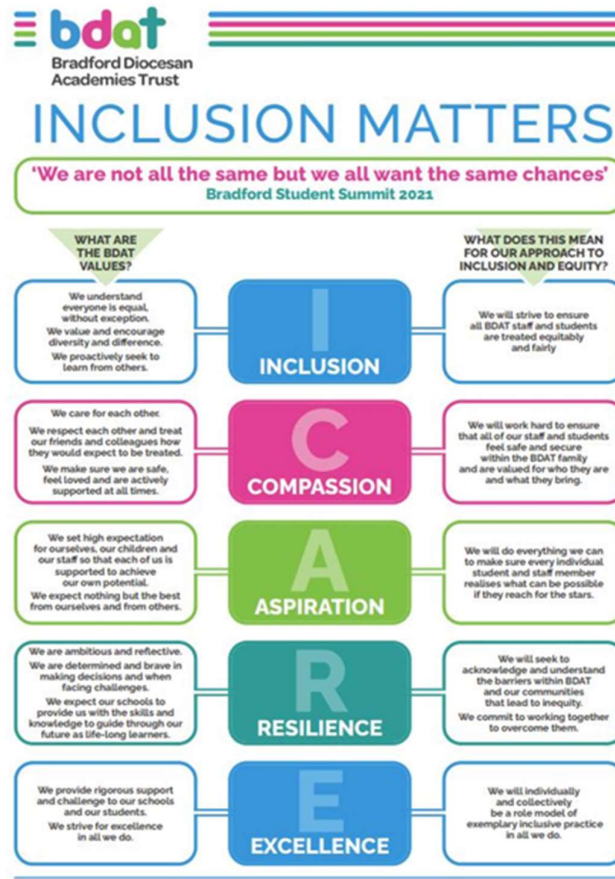 bdat
Bradford Diocesan
Academies Trust
INCLUSION MATTERS
'We are not all the same but we all want the same chances'
Bradford Student Summit 2021
WHAT ARE
THE BDAT
VALUES?
WHAT DOES THIS MEAN
FOR OUR APPROACH TO
INCLUSION AND EQUITY?
We understand
everyone is equal,
without exception.
We value and encourage
diversity and difference.
We proactively seek to
learn from others.
I
INCLUSION
We will strive to ensure
all BDAT staff and students
are treated equitably
and fairly
We care for each other.
We respect each other and treat
our friends and colleagues how
they would expect to be treated.
We make sure we are safe,
feel loved and are actively
supported at all times.
C
COMPASSION
We will work hard to ensure
that all of our staff and students
feel safe and secure
within the BDAT family
and are valued for who they are
and what they bring.
We set high expectation
for ourselves, our children and
our staff so that each of us is
supported to achieve
our own potential.
We expect nothing but the best
from ourselves and from others.
A
ASPIRATION
We will do everything we can
to make sure every individual
student and staff member
realises what can be possible
if they reach for the stars.
We are ambitious and reflective.
We are determined and brave in
making decisions and when
facing challenges.
We expect our schools to
provide us with the skills and
knowledge to guide through our
future as life-long learners.
R
RESILIENCE
We will seek to
acknowledge and understand
the barriers within BDAT
and our communities
that lead to inequity.
We commit to working together
to overcome them.
We provide rigorous support
and challenge to our schools
and our students.
We strive for excellence
in all we do.
E
EXCELLENCE
We will individually
and collectively
be a role model of
exemplary inclusive practice
in all we do.